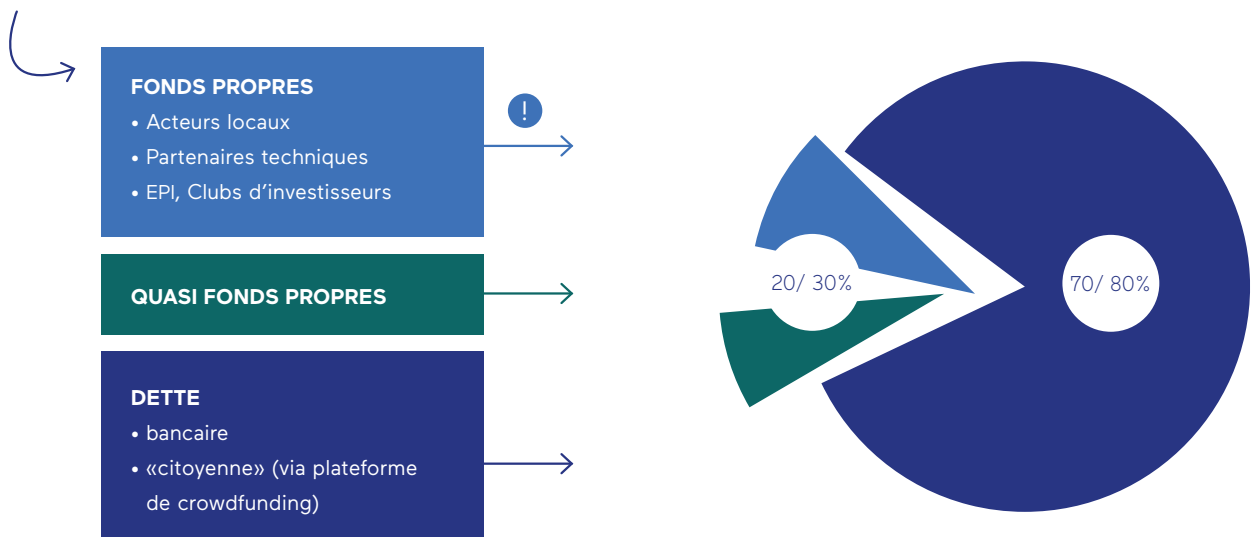 FONDS PROPRES
• Acteurs locaux
• Partenaires techniques
• EPI, Clubs d’investisseurs
!
QUASI FONDS PROPRES
DETTE
• bancaire
• «citoyenne» (via plateforme
de crowdfunding)
20/ 30%
70/ 80%